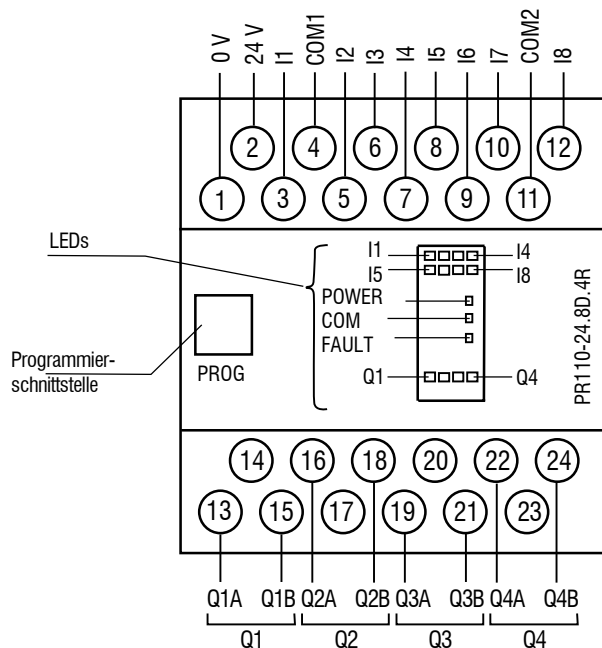 0 V
24 V
I1
COM1
I2
I3
I4
I5
I6
I7
COM2
I8
2
4
6
8
10
12
1
3
5
7
9
11
LEDs
I1
I4
I5
I8
POWER
COM
FAULT
Q1
Q4
PROG
Programmier-
schnittstelle
PR110-24.8D.4R
14
16
18
20
22
24
13
15
17
19
21
23
Q1A
Q1B
Q2A
Q2B
Q3A
Q3B
Q4A
Q4B
Q1
Q2
Q3
Q4